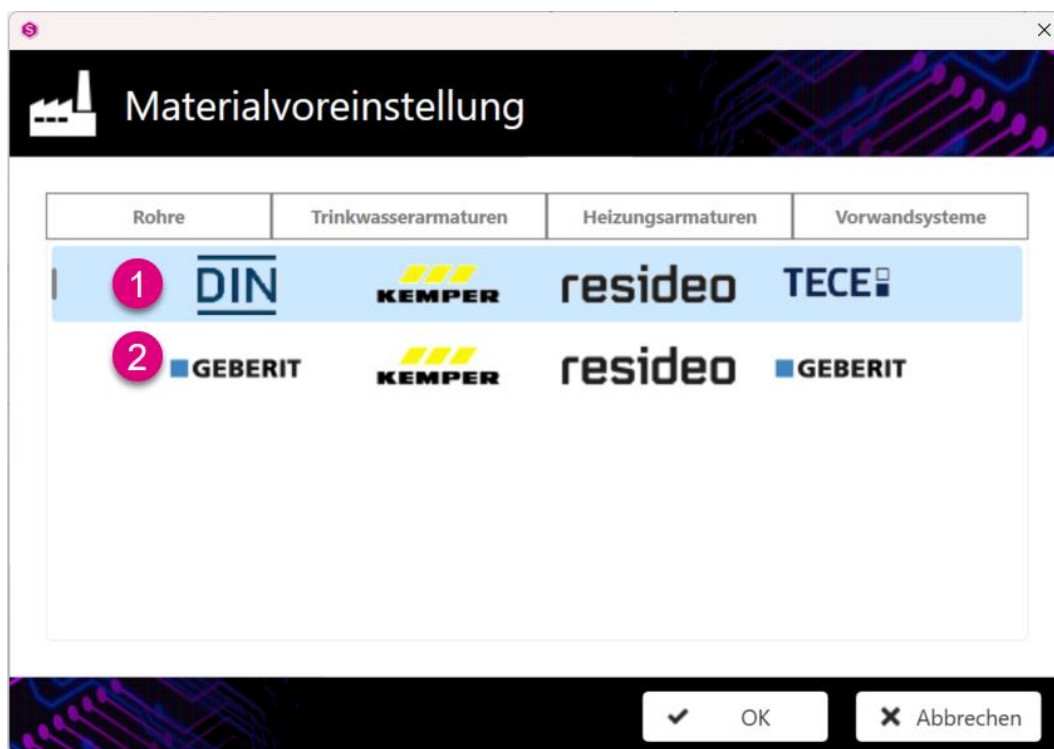 S
Materialvoreinstellung
Rohre Trinkwasserarmaturen Heizungsarmaturen Vorwandsysteme
1 DIN KEMPER resideo TECE
2 GEBERIT KEMPER resideo GEBERIT
OK Abbrechen